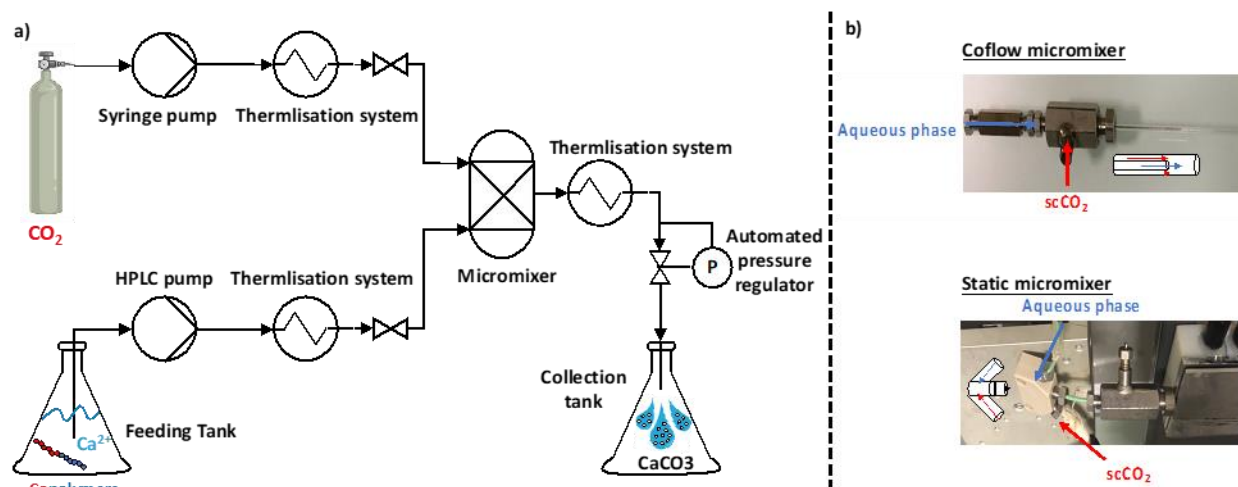 a)
Syringe pump
Thermlisation system
CO2
Thermlisation system
Micromixer
Automated
pressure
regulator
P
HPLC pump
Thermlisation system
Feeding Tank
Ca2+
Copolymers
Collection
tank
CaCO3
b)
Coflow micromixer
Aqueous phase
scCO2
Static micromixer
Aqueous phase
scCO2